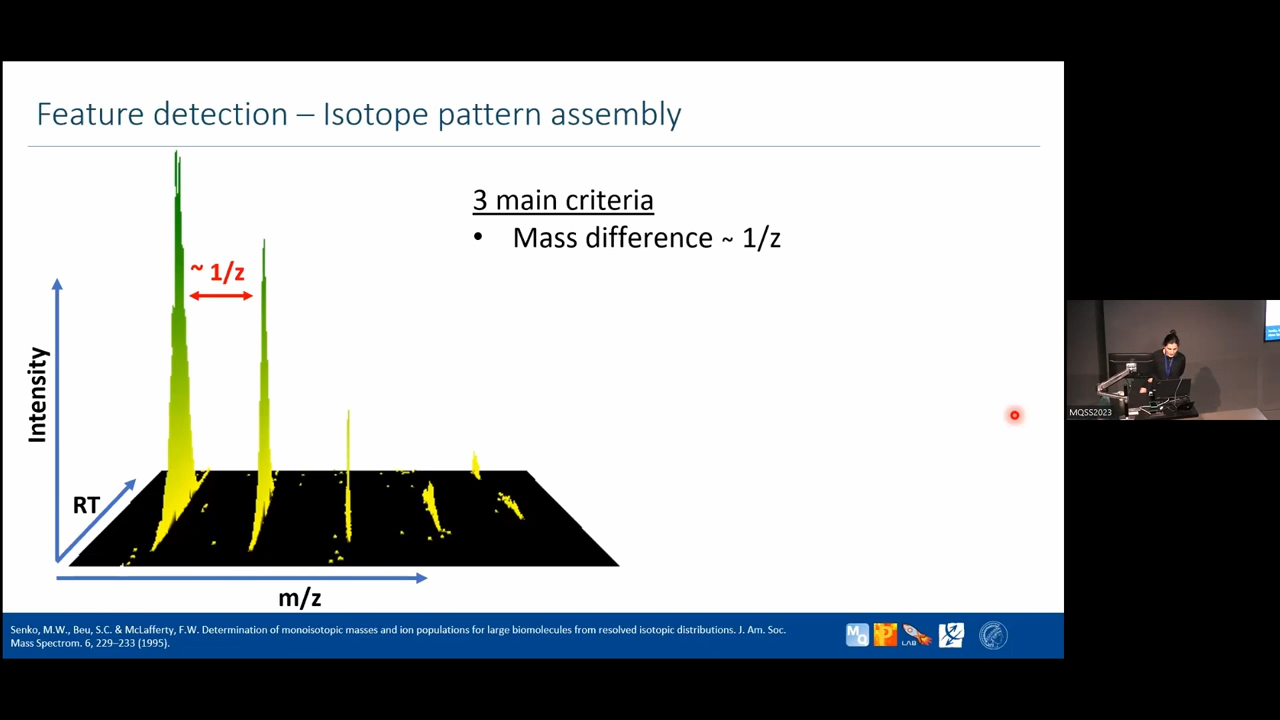 Feature detection – Isotope pattern assembly
3 main criteria
• Mass difference ~ 1/z
~ 1/z
Intensity
RT
m/z
MQSS2023
Senko, M.W., Beu, S.C. & McLafferty, F.W. Determination of monoisotopic masses and ion populations for large biomolecules from resolved isotopic distributions. J. Am. Soc.
Mass Spectrom. 6, 229–233 (1995).
MQ
P
LAB